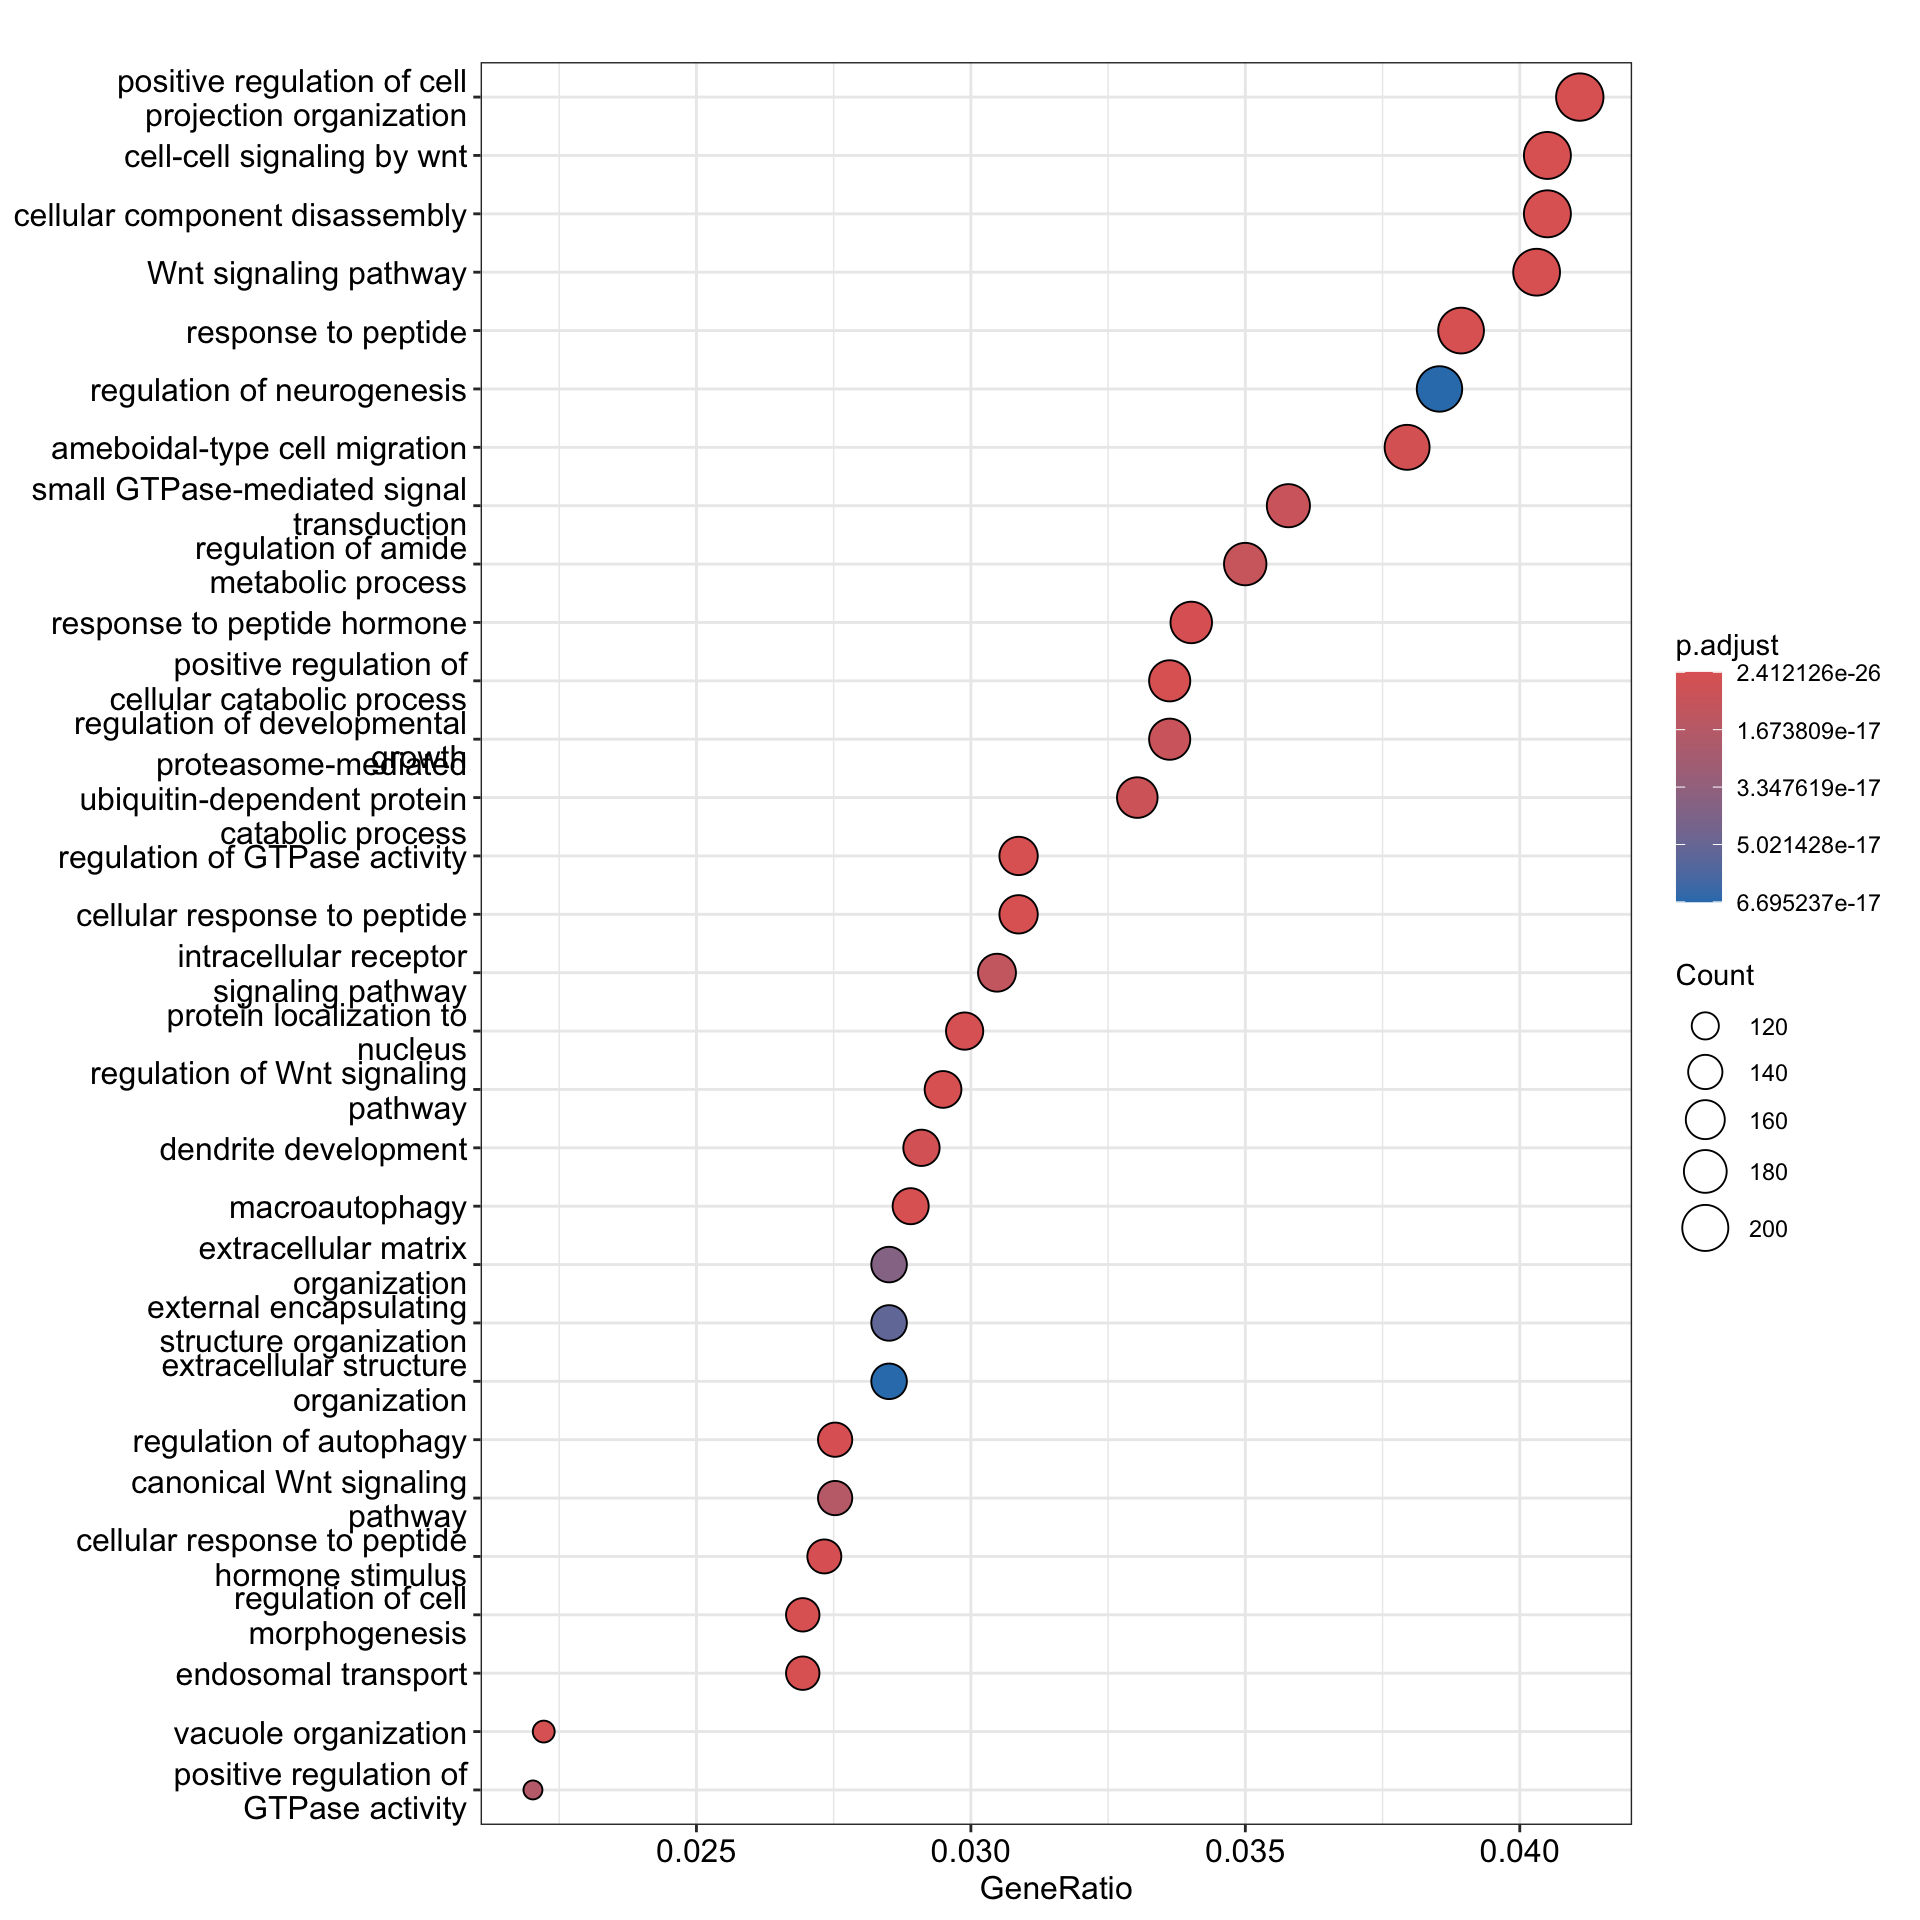 positive regulation of cell
projection organization
cell-cell signaling by wnt
cellular component disassembly
Wnt signaling pathway
response to peptide
regulation of neurogenesis
ameboidal-type cell migration
small GTPase-mediated signal
transduction
regulation of amide
metabolic process
response to peptide hormone
positive regulation of
cellular catabolic process
regulation of developmental
growth
proteasome-mediated
ubiquitin-dependent protein
catabolic process
regulation of GTPase activity
cellular response to peptide
intracellular receptor
signaling pathway
protein localization to
nucleus
regulation of Wnt signaling
pathway
dendrite development
macroautophagy
extracellular matrix
organization
external encapsulating
structure organization
extracellular structure
organization
regulation of autophagy
canonical Wnt signaling
pathway
cellular response to peptide
hormone stimulus
regulation of cell
morphogenesis
endosomal transport
vacuole organization
positive regulation of
GTPase activity
0.025 0.030 0.035 0.040
GeneRatio
p.adjust
2.412126e-26
1.673809e-17
3.347619e-17
5.021428e-17
6.695237e-17
Count
120
140
160
180
200